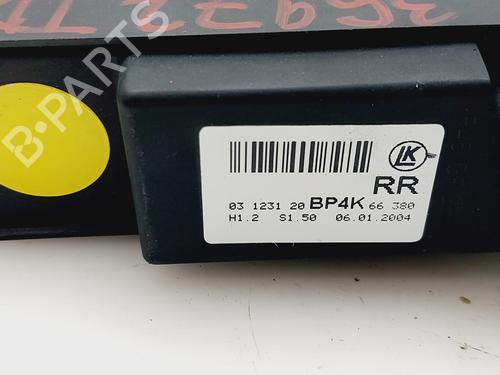 B-PARTS
LK
RR
03 1231 20 BP4K 66 380
H1.2 S1.50 06.01.2004